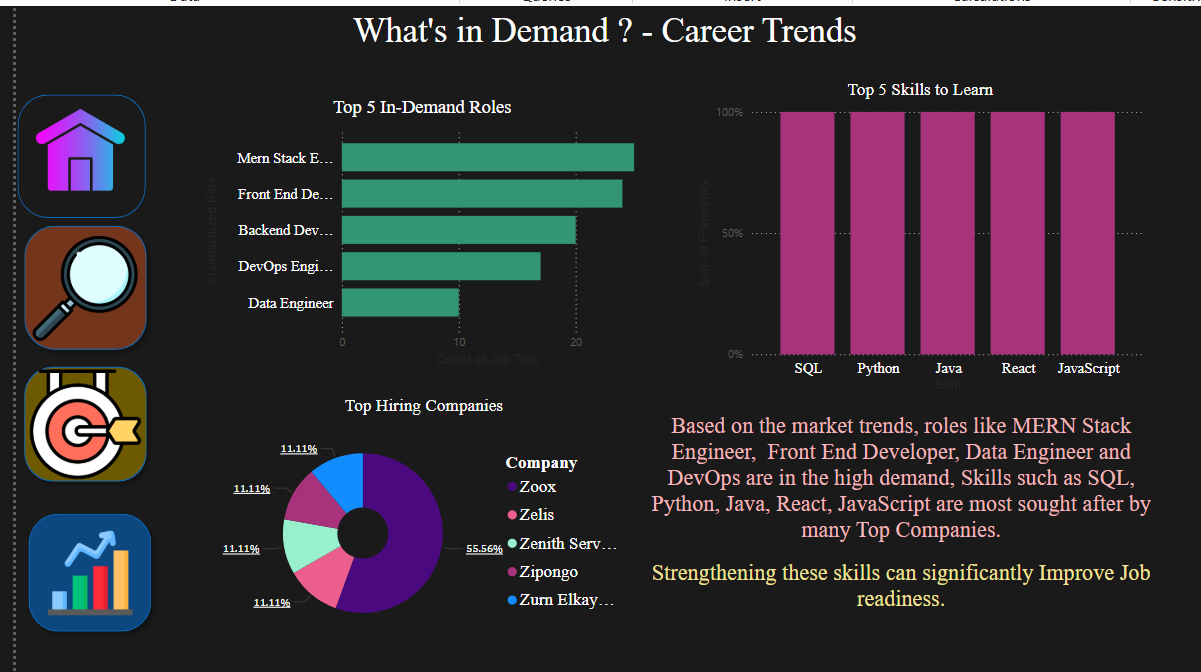 What's in Demand ? - Career Trends
Top 5 In-Demand Roles
Standardized Role
Mern Stack E…
Front End De…
Backend Dev…
DevOps Engi…
Data Engineer
0
10
20
Count of Job Title
Top 5 Skills to Learn
Sum of Frequency
100%
50%
0%
SQL
Python
Java
React
JavaScript
Skill
Top Hiring Companies
11.11%
11.11%
11.11%
11.11%
55.56%
Company
Zoox
Zelis
Zenith Serv…
Zipongo
Zurn Elkay…
Based on the market trends, roles like MERN Stack
Engineer,  Front End Developer, Data Engineer and
DevOps are in the high demand, Skills such as SQL,
Python, Java, React, JavaScript are most sought after by
many Top Companies.
Strengthening these skills can significantly Improve Job
readiness.